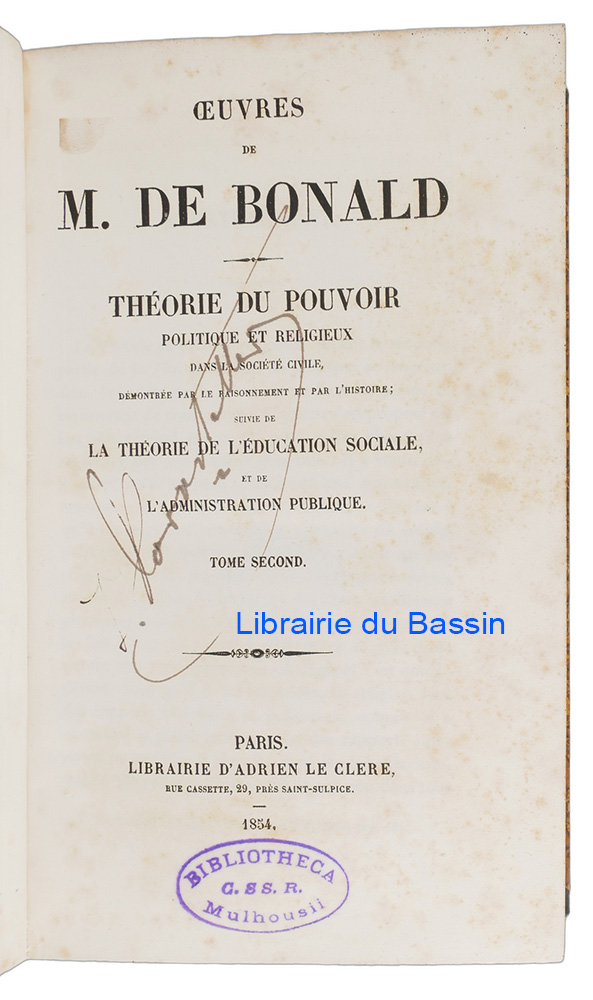 ŒUVRES
DE
M. DE BONALD
THÉORIE DU POUVOIR
POLITIQUE ET RELIGIEUX
DANS LA SOCIÉTÉ CIVILE,
DÉMONTRÉE PAR LE RAISONNEMENT ET PAR L'HISTOIRE;
SUIVIE DE
LA THÉORIE DE L'ÉDUCATION SOCIALE,
ET DE
L'ADMINISTRATION PUBLIQUE.
TOME SECOND.
Librairie du Bassin
PARIS.
LIBRAIRIE D'ADRIEN LE CLERE,
RUE CASSETTE, 29, PRÈS SAINT-SULPICE.
1854.
BIBLIOTHECA
C. SS. R.
Mulhousii